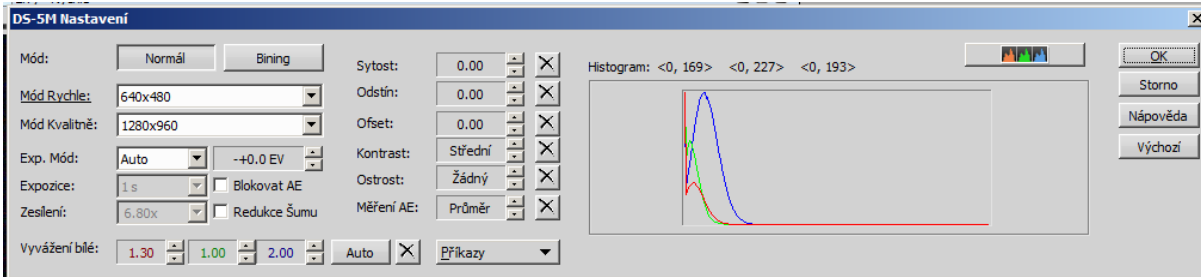 DS-5M Nastavení
Mód: Normál Bining
Mód Rychle: 640x480
Mód Kvalitně: 1280x960
Exp. Mód: Auto -+0.0 EV
Expozice: 1 s Blokovat AE
Zesílení: 6.80x Redukce Šumu
Vyvážení bílé: 1.30 1.00 2.00 Auto Příkazy
Sytost: 0.00
Odstín: 0.00
Ofset: 0.00
Kontrast: Střední
Ostrost: Žádný
Měření AE: Průměr
Histogram: <0, 169> <0, 227> <0, 193>
OK
Storno
Nápověda
Výchozí